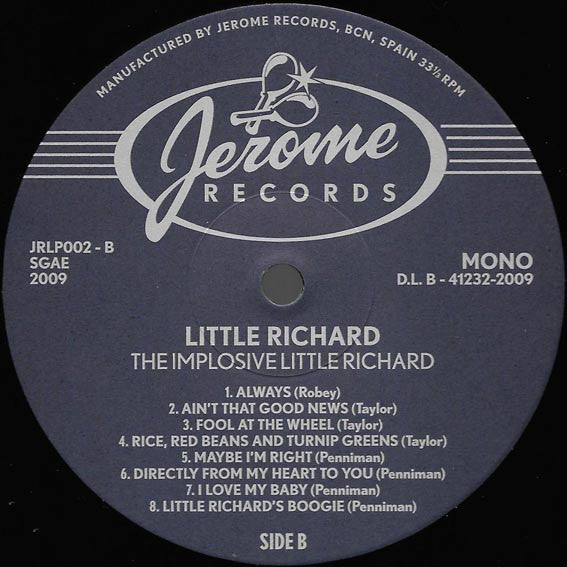 MANUFACTURED BY JEROME RECORDS, BCN, SPAIN 33⅓ RPM
Jerome
RECORDS
JRLP002 - B
SGAE
2009
MONO
D.L. B - 41232-2009
LITTLE RICHARD
THE IMPLOSIVE LITTLE RICHARD
1. ALWAYS (Robey)
2. AIN'T THAT GOOD NEWS (Taylor)
3. FOOL AT THE WHEEL (Taylor)
4. RICE, RED BEANS AND TURNIP GREENS (Taylor)
5. MAYBE I'M RIGHT (Penniman)
6. DIRECTLY FROM MY HEART TO YOU (Penniman)
7. I LOVE MY BABY (Penniman)
8. LITTLE RICHARD'S BOOGIE (Penniman)
SIDE B